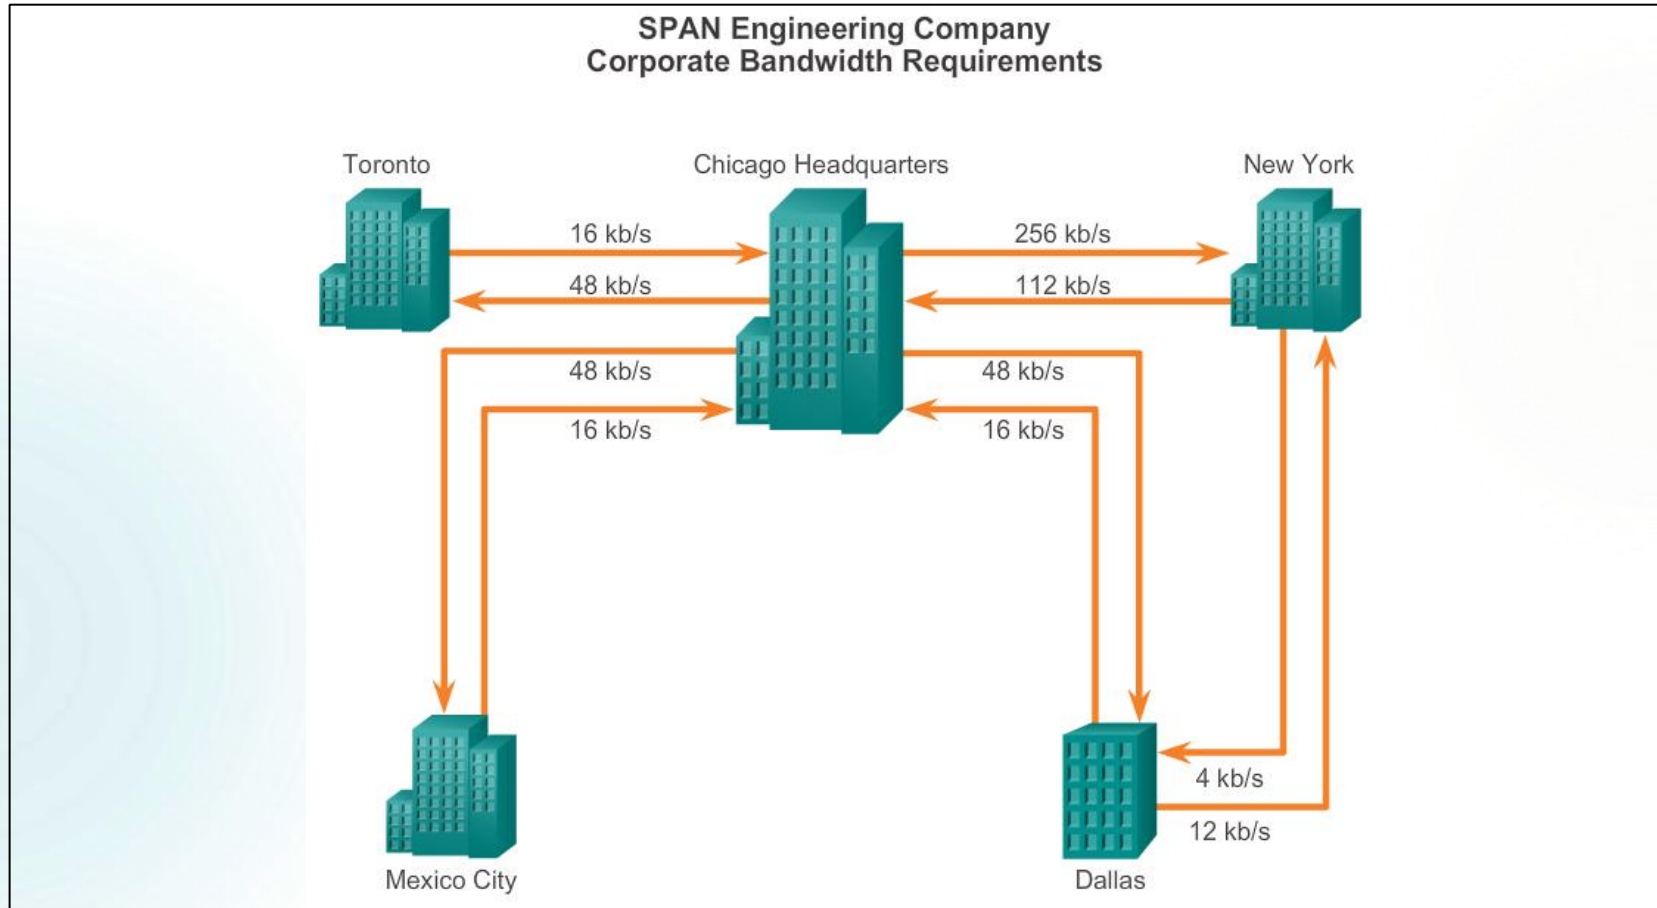 SPAN Engineering Company
Corporate Bandwidth Requirements
Toronto
Chicago Headquarters
New York
16 kb/s
256 kb/s
48 kb/s
112 kb/s
48 kb/s
48 kb/s
16 kb/s
16 kb/s
4 kb/s
12 kb/s
Mexico City
Dallas